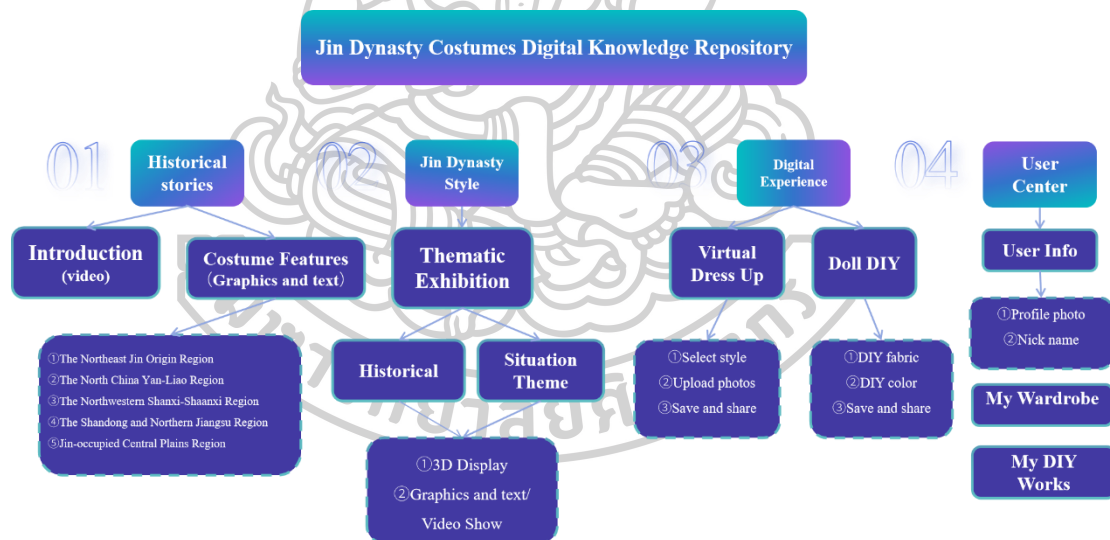 Jin Dynasty Costumes Digital Knowledge Repository
01
Historical
stories
02
Jin Dynasty
Style
03
Digital
Experience
04
User
Center
Introduction
(video)
Costume Features
(Graphics and text)
Thematic
Exhibition
Virtual
Dress Up
Doll DIY
User Info
①The Northeast Jin Origin Region
②The North China Yan-Liao Region
③The Northwestern Shanxi-Shaanxi Region
④The Shandong and Northern Jiangsu Region
⑤Jin-occupied Central Plains Region
Historical
Situation
Theme
①3D Display
②Graphics and text/
Video Show
①Select style
②Upload photos
③Save and share
①DIY fabric
②DIY color
③Save and share
①Profile photo
②Nick name
My Wardrobe
My DIY
Works